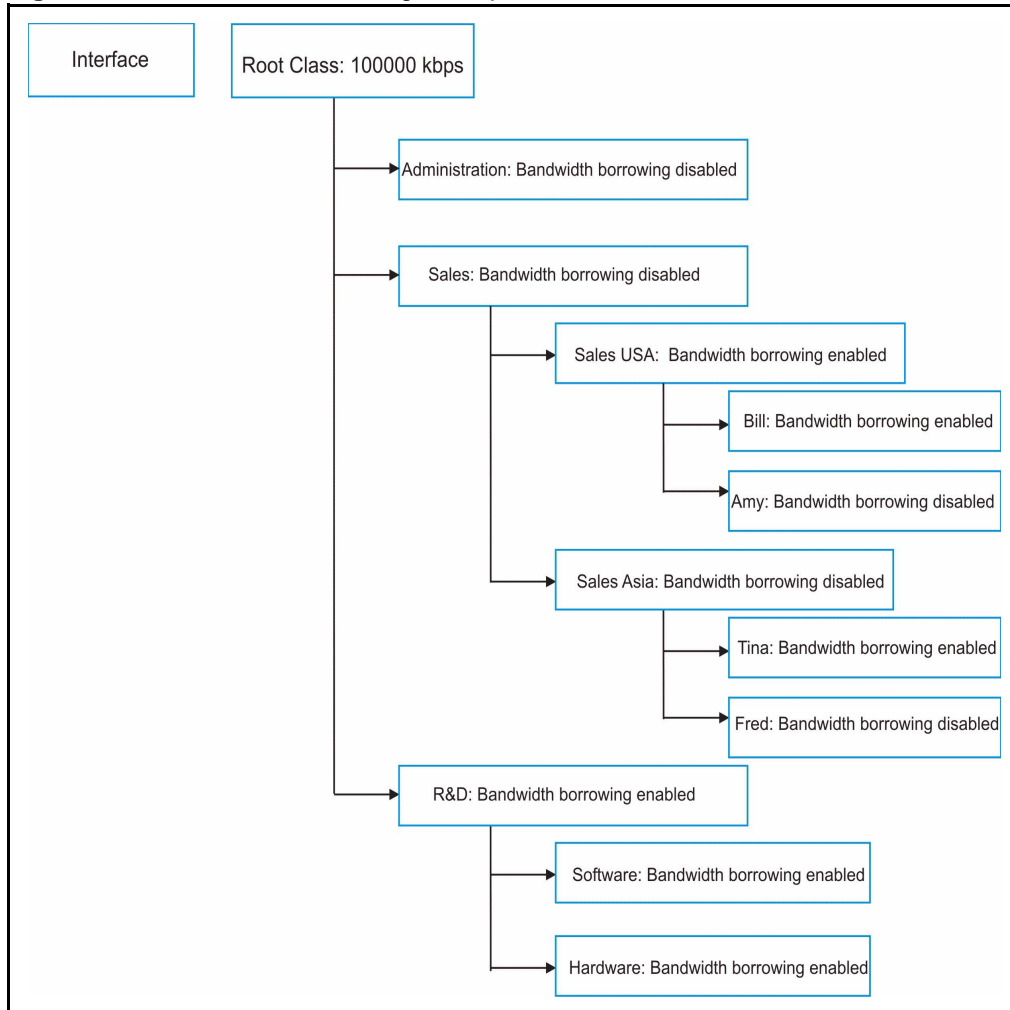 Interface
Root Class: 100000 kbps
Administration: Bandwidth borrowing disabled
Sales: Bandwidth borrowing disabled
Sales USA: Bandwidth borrowing enabled
Bill: Bandwidth borrowing enabled
Amy: Bandwidth borrowing disabled
Sales Asia: Bandwidth borrowing disabled
Tina: Bandwidth borrowing enabled
Fred: Bandwidth borrowing disabled
R&D: Bandwidth borrowing enabled
Software: Bandwidth borrowing enabled
Hardware: Bandwidth borrowing enabled